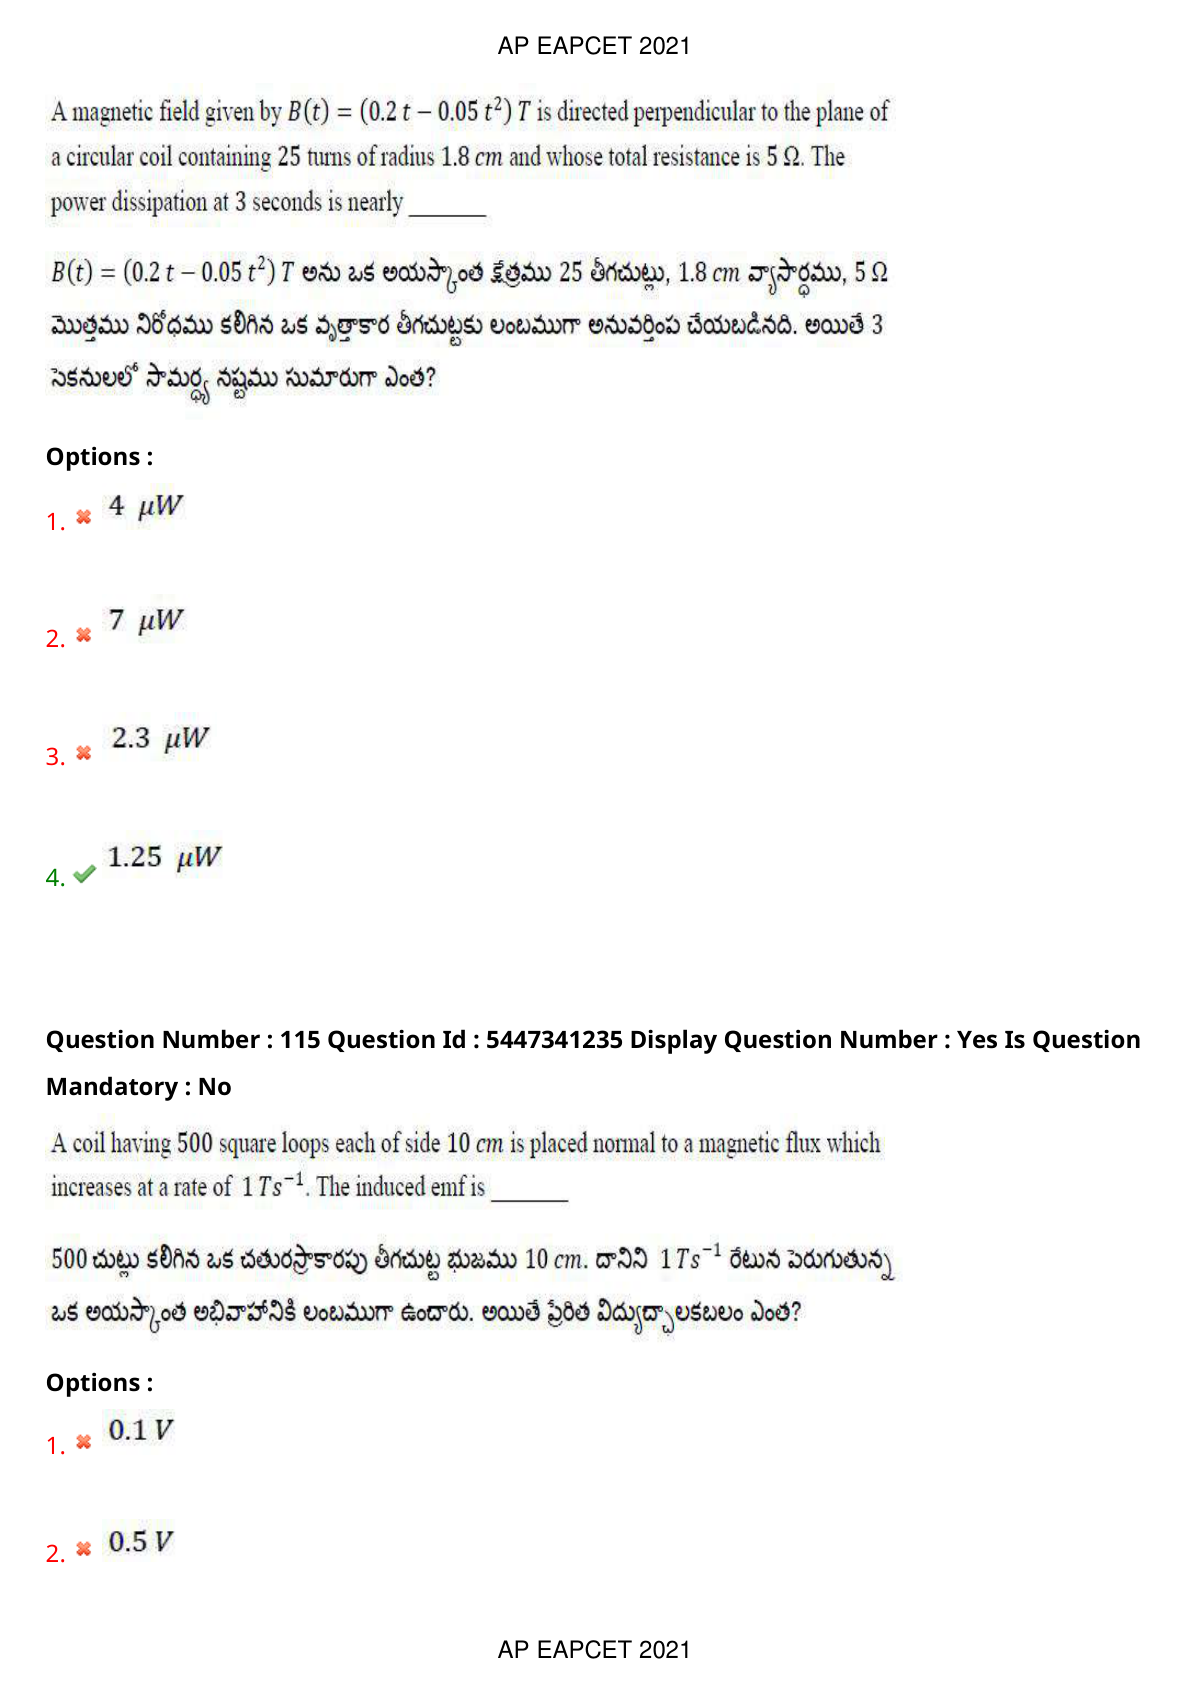 AP EAPCET 2021
A magnetic field given by B(t) = (0.2 t − 0.05 t²) T is directed perpendicular to the plane of
a circular coil containing 25 turns of radius 1.8 cm and whose total resistance is 5 Ω. The
power dissipation at 3 seconds is nearly _______
B(t) = (0.2 t − 0.05 t²) T అను ఒక అయస్కాంత క్షేత్రము 25 తీగచుట్లు, 1.8 cm వ్యాసార్ధము, 5 Ω
మొత్తము నిరోధము కలిగిన ఒక వృత్తాకార తీగచుట్టకు లంబముగా అనువర్తింప చేయబడినది. అయితే 3
సెకనులలో సామర్ధ్య నష్టము సుమారుగా ఎంత?
Options :
1. 4 μW
2. 7 μW
3. 2.3 μW
4. 1.25 μW
Question Number : 115 Question Id : 5447341235 Display Question Number : Yes Is Question
Mandatory : No
A coil having 500 square loops each of side 10 cm is placed normal to a magnetic flux which
increases at a rate of 1 Ts⁻¹. The induced emf is _______
500 చుట్లు కలిగిన ఒక చతురస్రాకారపు తీగచుట్ట భుజము 10 cm. దానిని 1 Ts⁻¹ రేటున పెరుగుతున్న
ఒక అయస్కాంత అభివాహానికి లంబముగా ఉంచారు. అయితే ప్రేరిత విద్యుచ్ఛాలకబలం ఎంత?
Options :
1. 0.1 V
2. 0.5 V
AP EAPCET 2021